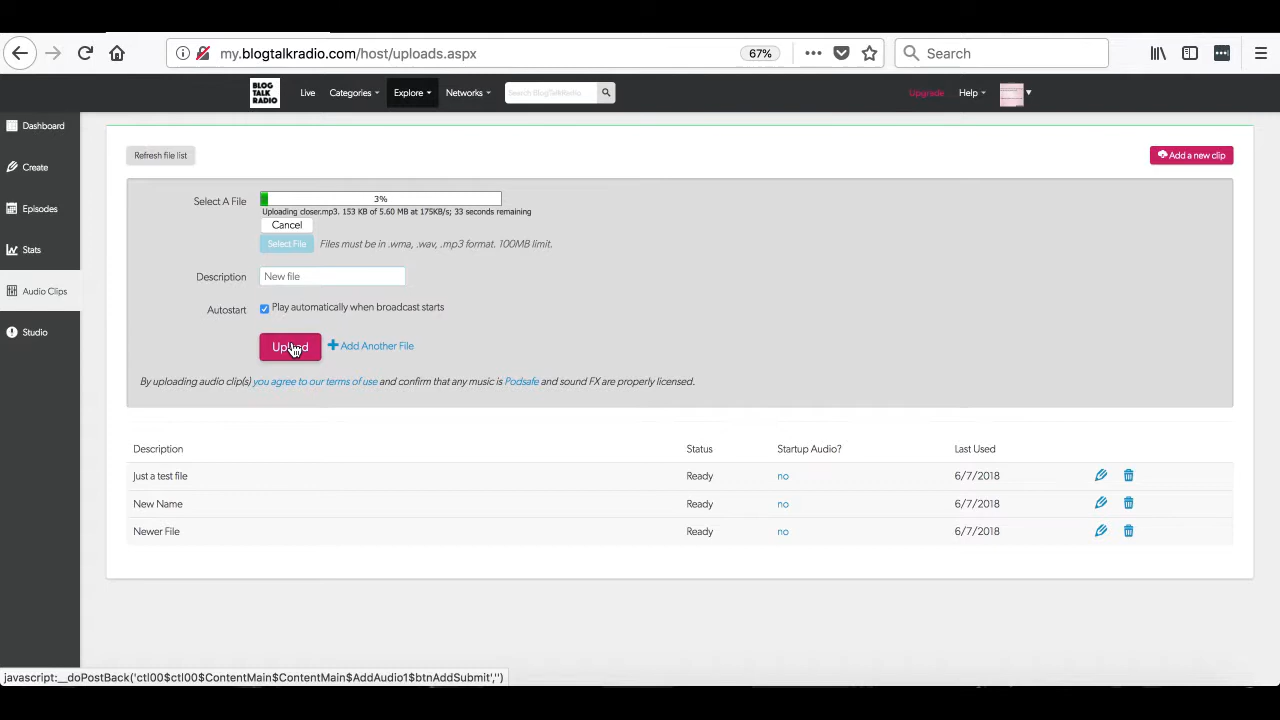 my.blogtalkradio.com/host/uploads.aspx
67%
Search
BLOG TALK RADIO
Live
Categories
Explore
Networks
Search BlogTalkRadio
Upgrade
Help
Dashboard
Create
Episodes
Stats
Audio Clips
Studio
Refresh file list
Add a new clip
Select A File
3%
Uploading closer.mp3. 153 KB of 5.60 MB at 175KB/s; 33 seconds remaining
Cancel
Select File Files must be in .wma, .wav, .mp3 format. 100MB limit.
Description New file
Autostart Play automatically when broadcast starts
Upload Add Another File
By uploading audio clip(s) you agree to our terms of use and confirm that any music is Podsafe and sound FX are properly licensed.
Description Status Startup Audio? Last Used
Just a test file Ready no 6/7/2018
New Name Ready no 6/7/2018
Newer File Ready no 6/7/2018
javascript:__doPostBack('ctl00$ctl00$ContentMain$ContentMain$AddAudio1$btnAddSubmit','')